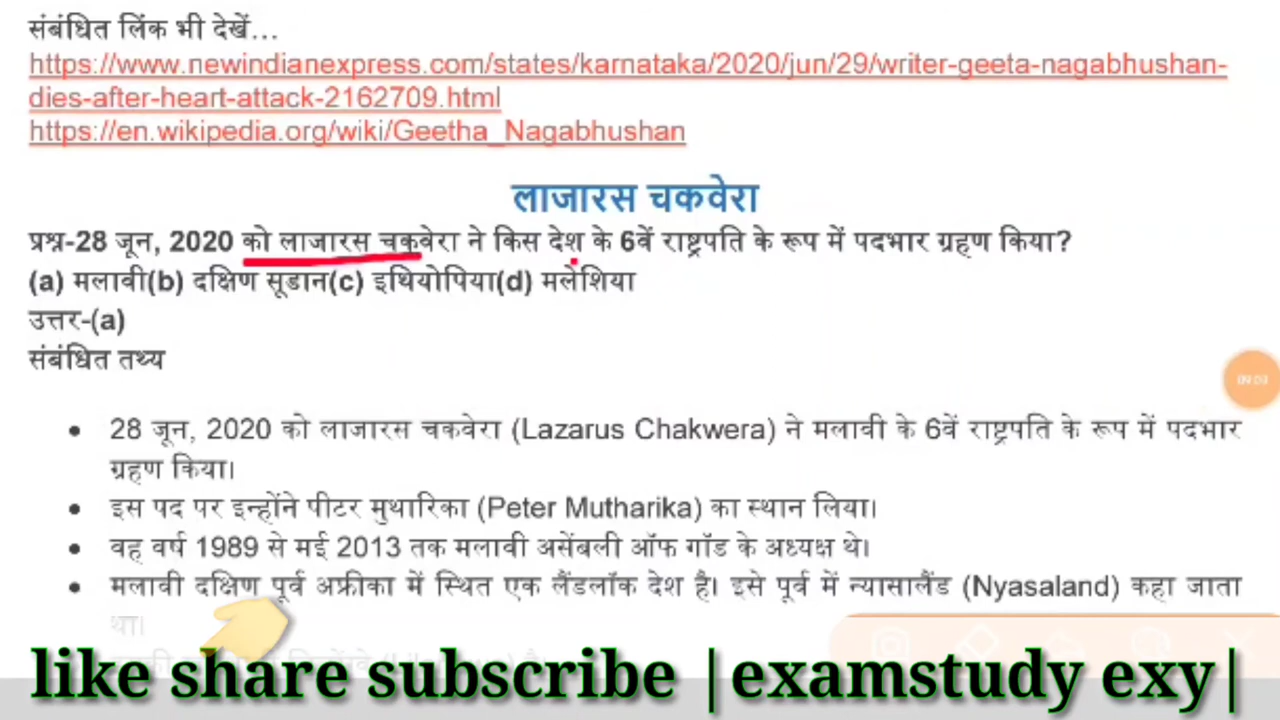 संबंधित लिंक भी देखें...
https://www.newindianexpress.com/states/karnataka/2020/jun/29/writer-geeta-nagabhushan-
dies-after-heart-attack-2162709.html
https://en.wikipedia.org/wiki/Geetha_Nagabhushan
लाजारस चकवेरा
प्रश्न-28 जून, 2020 को लाजारस चकवेरा ने किस देश के 6वें राष्ट्रपति के रूप में पदभार ग्रहण किया?
(a) मलावी(b) दक्षिण सूडान(c) इथियोपिया(d) मलेशिया
उत्तर-(a)
संबंधित तथ्य
09:03
• 28 जून, 2020 को लाजारस चकवेरा (Lazarus Chakwera) ने मलावी के 6वें राष्ट्रपति के रूप में पदभार
ग्रहण किया।
• इस पद पर इन्होंने पीटर मुथारिका (Peter Mutharika) का स्थान लिया।
• वह वर्ष 1989 से मई 2013 तक मलावी असेंबली ऑफ गॉड के अध्यक्ष थे।
• मलावी दक्षिण पूर्व अफ्रीका में स्थित एक लैंडलॉक देश है। इसे पूर्व में न्यासालैंड (Nyasaland) कहा जाता
था।
like share subscribe |examstudy exy|